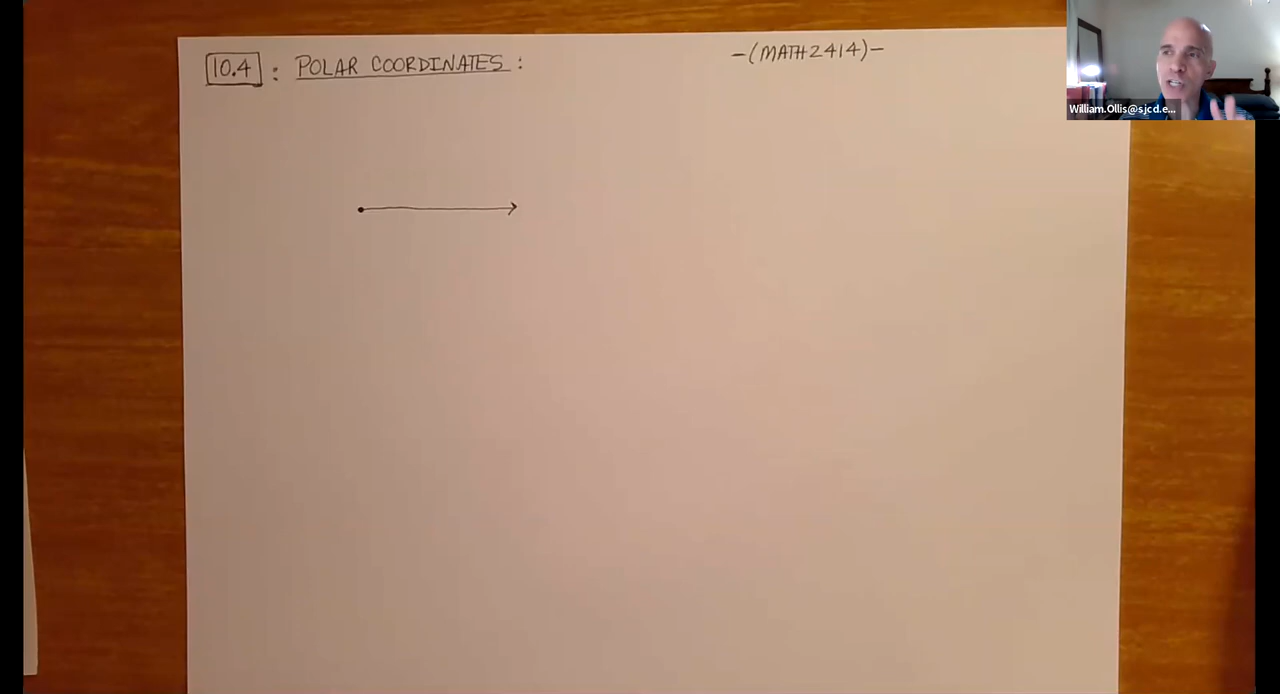 10.4 : POLAR COORDINATES :
-(MATH 2414)-
William.Ollis@sjcd.e...